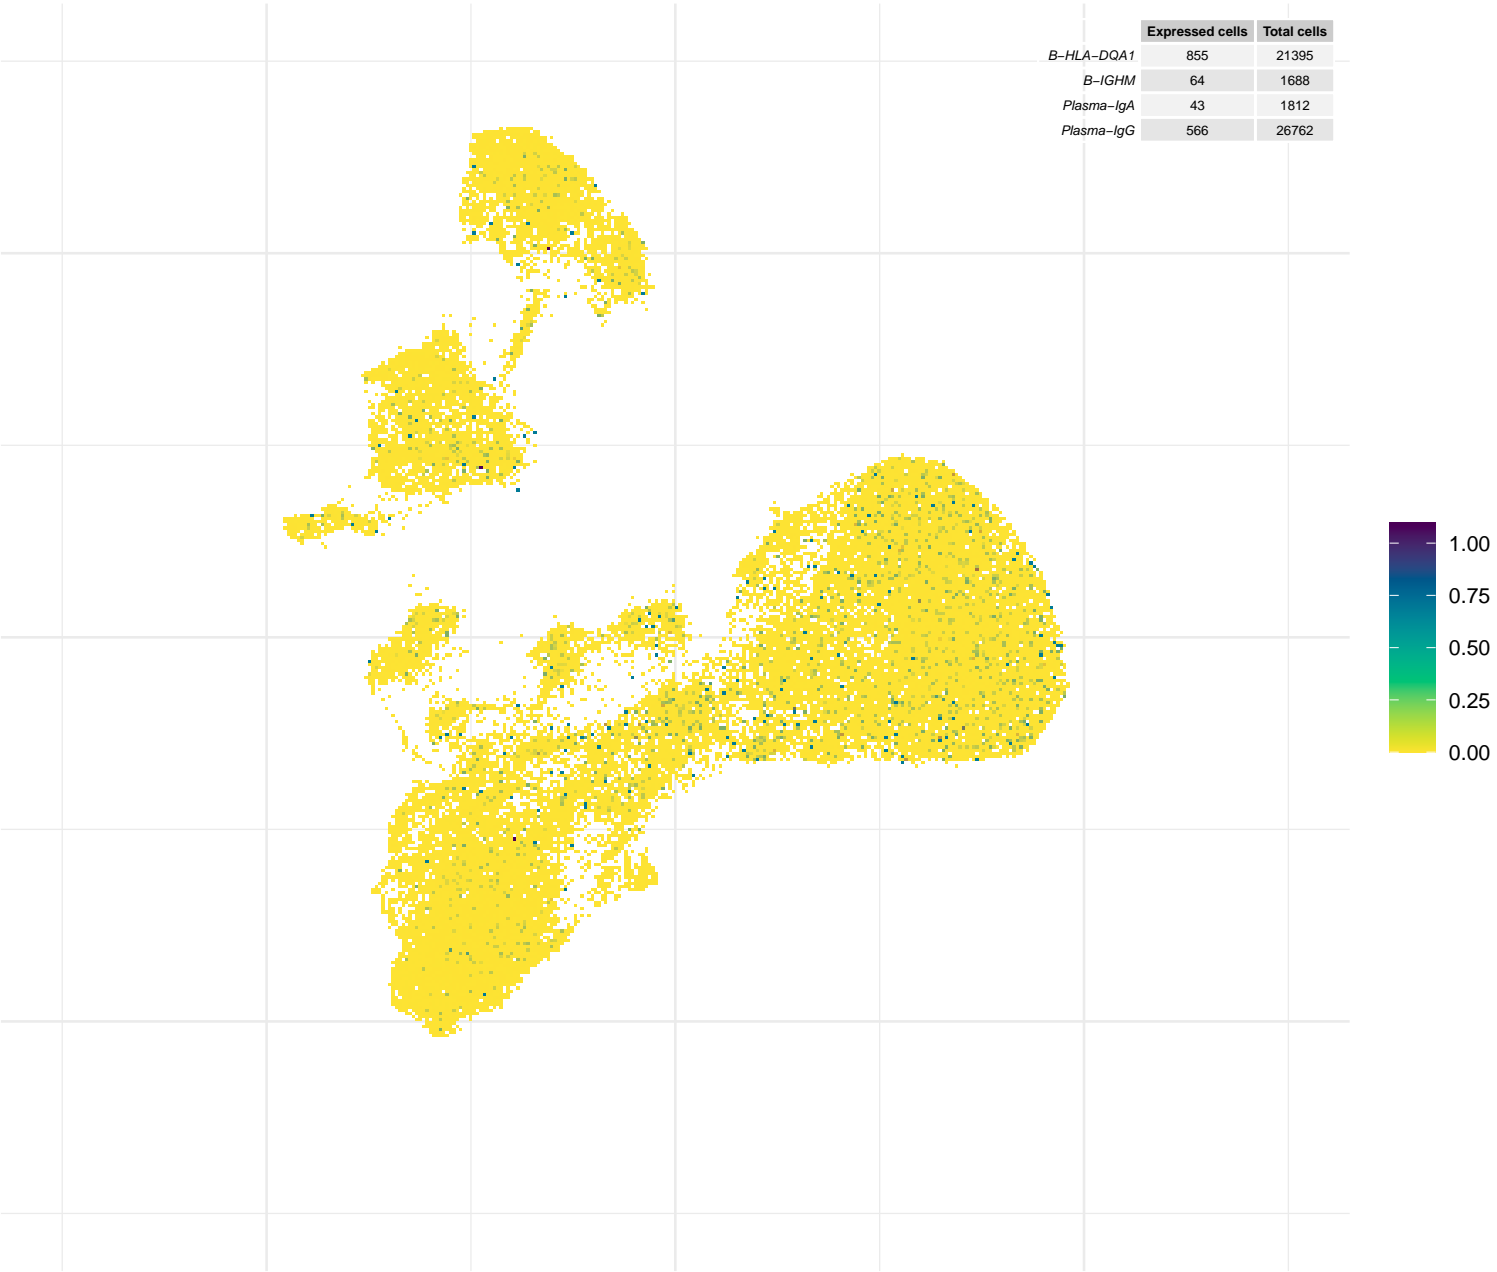 Expressed cells Total cells
B−HLA−DQA1 855 21395
B−IGHM 64 1688
Plasma−IgA 43 1812
Plasma−IgG 566 26762
1.00
0.75
0.50
0.25
0.00